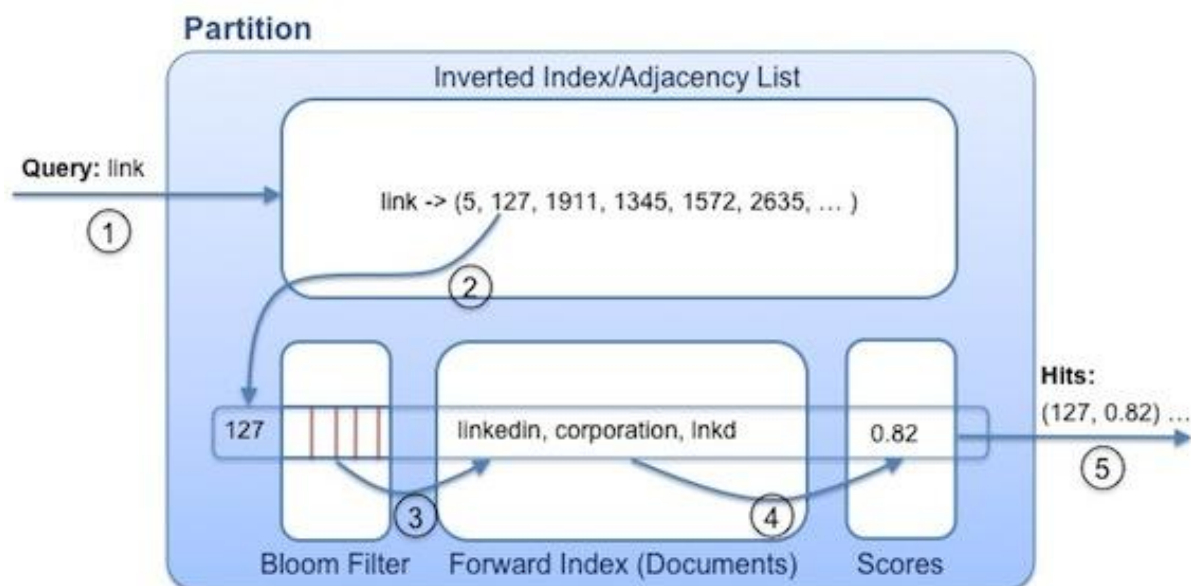 Partition
Inverted Index/Adjacency List
Query: link
1
link -> (5, 127, 1911, 1345, 1572, 2635, ... )
2
Hits:
(127, 0.82) ...
127
linkedin, corporation, lnkd
0.82
5
3
4
Bloom Filter
Forward Index (Documents)
Scores